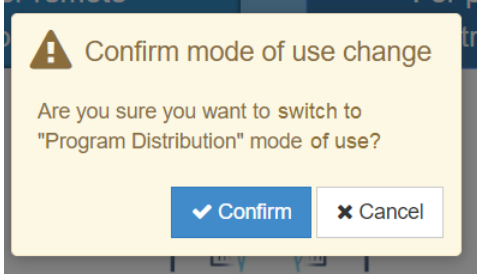 Confirm mode of use change
Are you sure you want to switch to
"Program Distribution" mode of use?
Confirm
Cancel